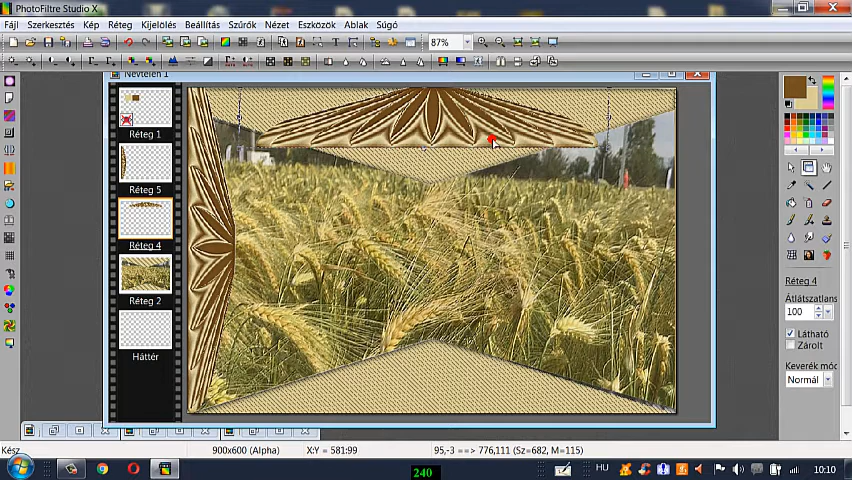 PhotoFiltre Studio X
Fájl Szerkesztés Kép Réteg Kijelölés Beállítás Szűrők Nézet Eszközök Ablak Súgó
87%
Névtelen 1
Réteg 1
Réteg 5
Réteg 4
Réteg 2
Háttér
Réteg 4
Átlátszatlans
100
Látható
Zárolt
Keverék móc
Normál
Kész
900x600 (Alpha)
X:Y = 581:99
95,-3 ==> 776,111 (Sz=682, M=115)
240
HU
10:10